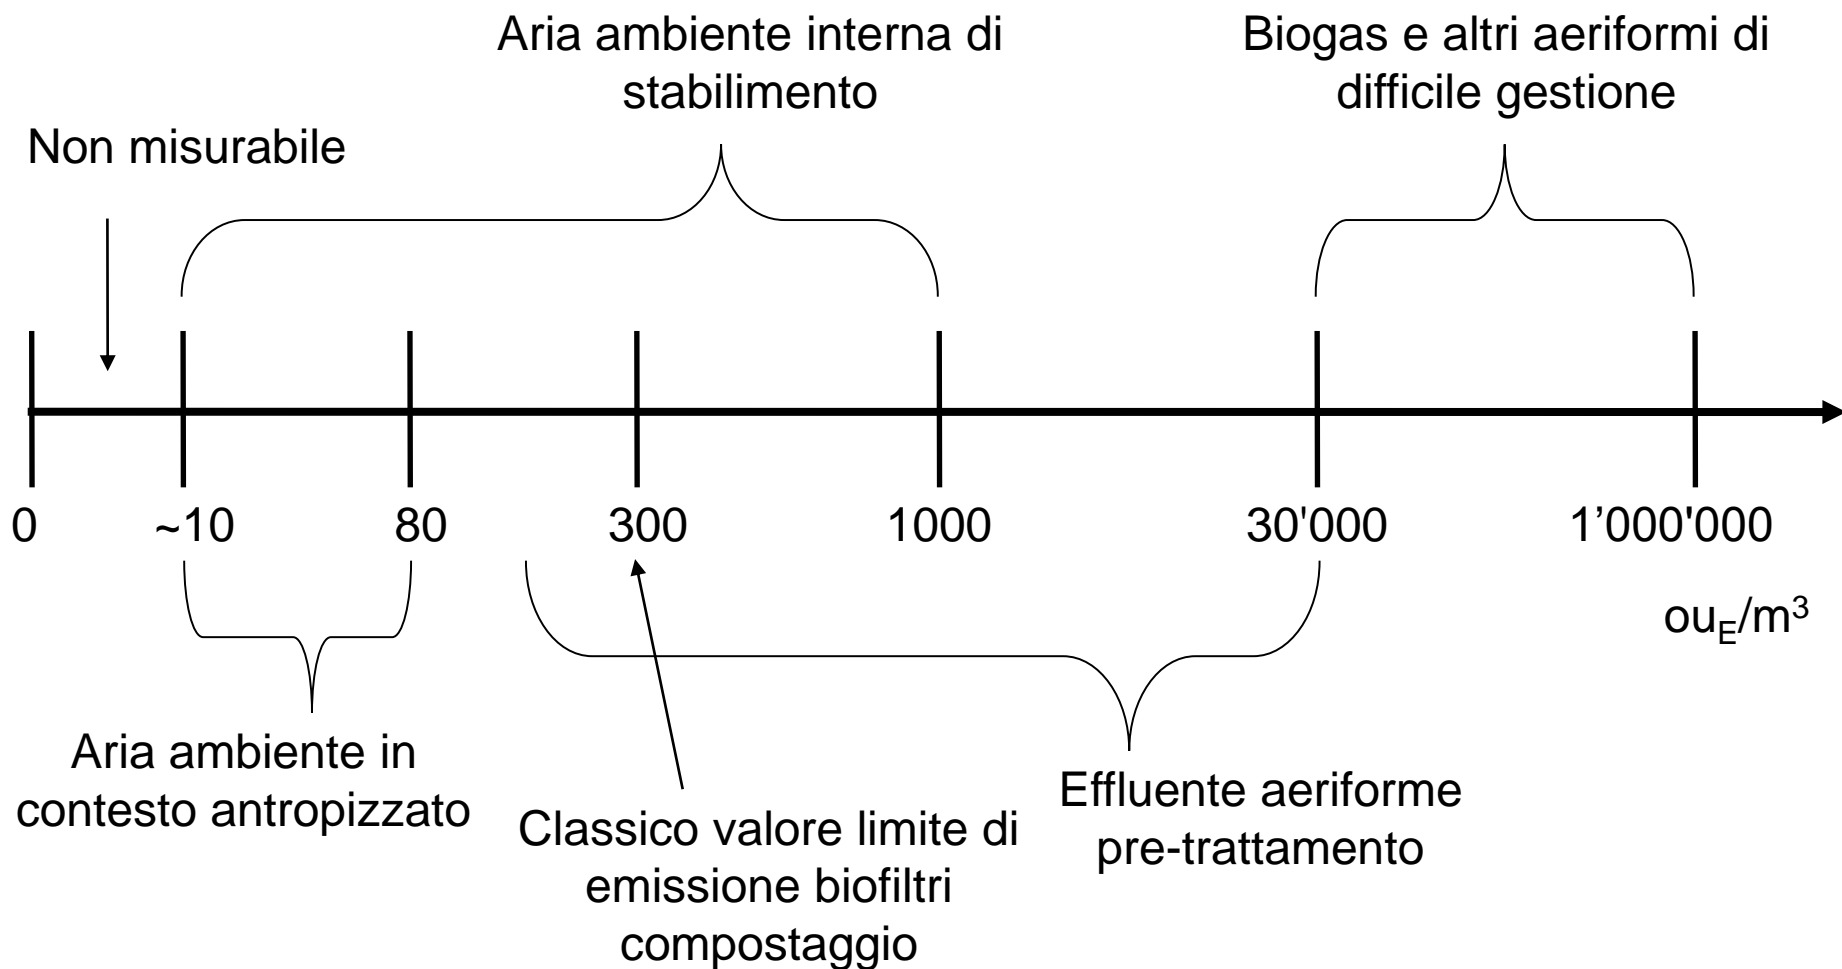 Aria ambiente interna di
stabilimento
Biogas e altri aeriformi di
difficile gestione
Non misurabile
0
~10
80
300
1000
30'000
1’000'000
ouE/m3
Aria ambiente in
contesto antropizzato
Classico valore limite di
emissione biofiltri
compostaggio
Effluente aeriforme
pre-trattamento